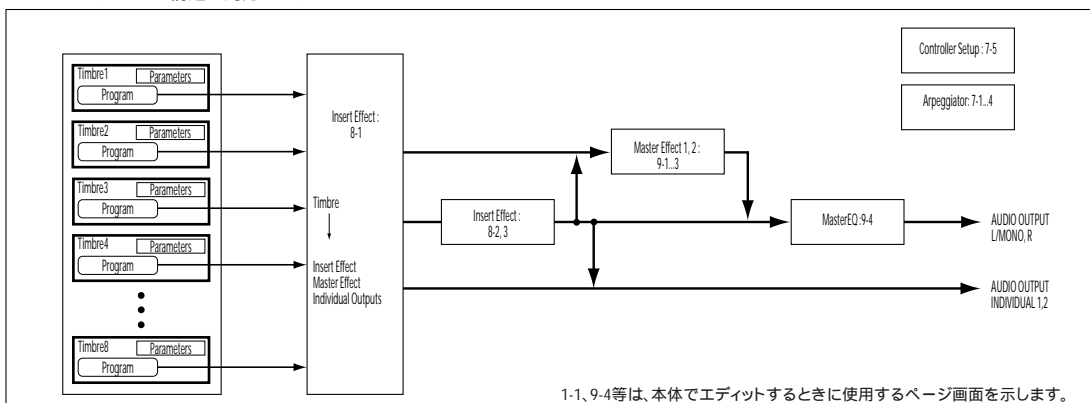 Timbre1
Parameters
Program
Timbre2
Parameters
Program
Timbre3
Parameters
Program
Timbre4
Parameters
Program
Timbre8
Parameters
Program
Insert Effect :
8-1
Timbre
Insert Effect
Master Effect
Individual Outputs
Insert Effect :
8-2, 3
Master Effect 1, 2 :
9-1...3
MasterEQ :9-4
Controller Setup : 7-5
Arpeggiator: 7-1...4
AUDIO OUTPUT
L/MONO, R
AUDIO OUTPUT
INDIVIDUAL 1,2
1-1、9-4等は、本体でエディットするときに使用するページ画面を示します。